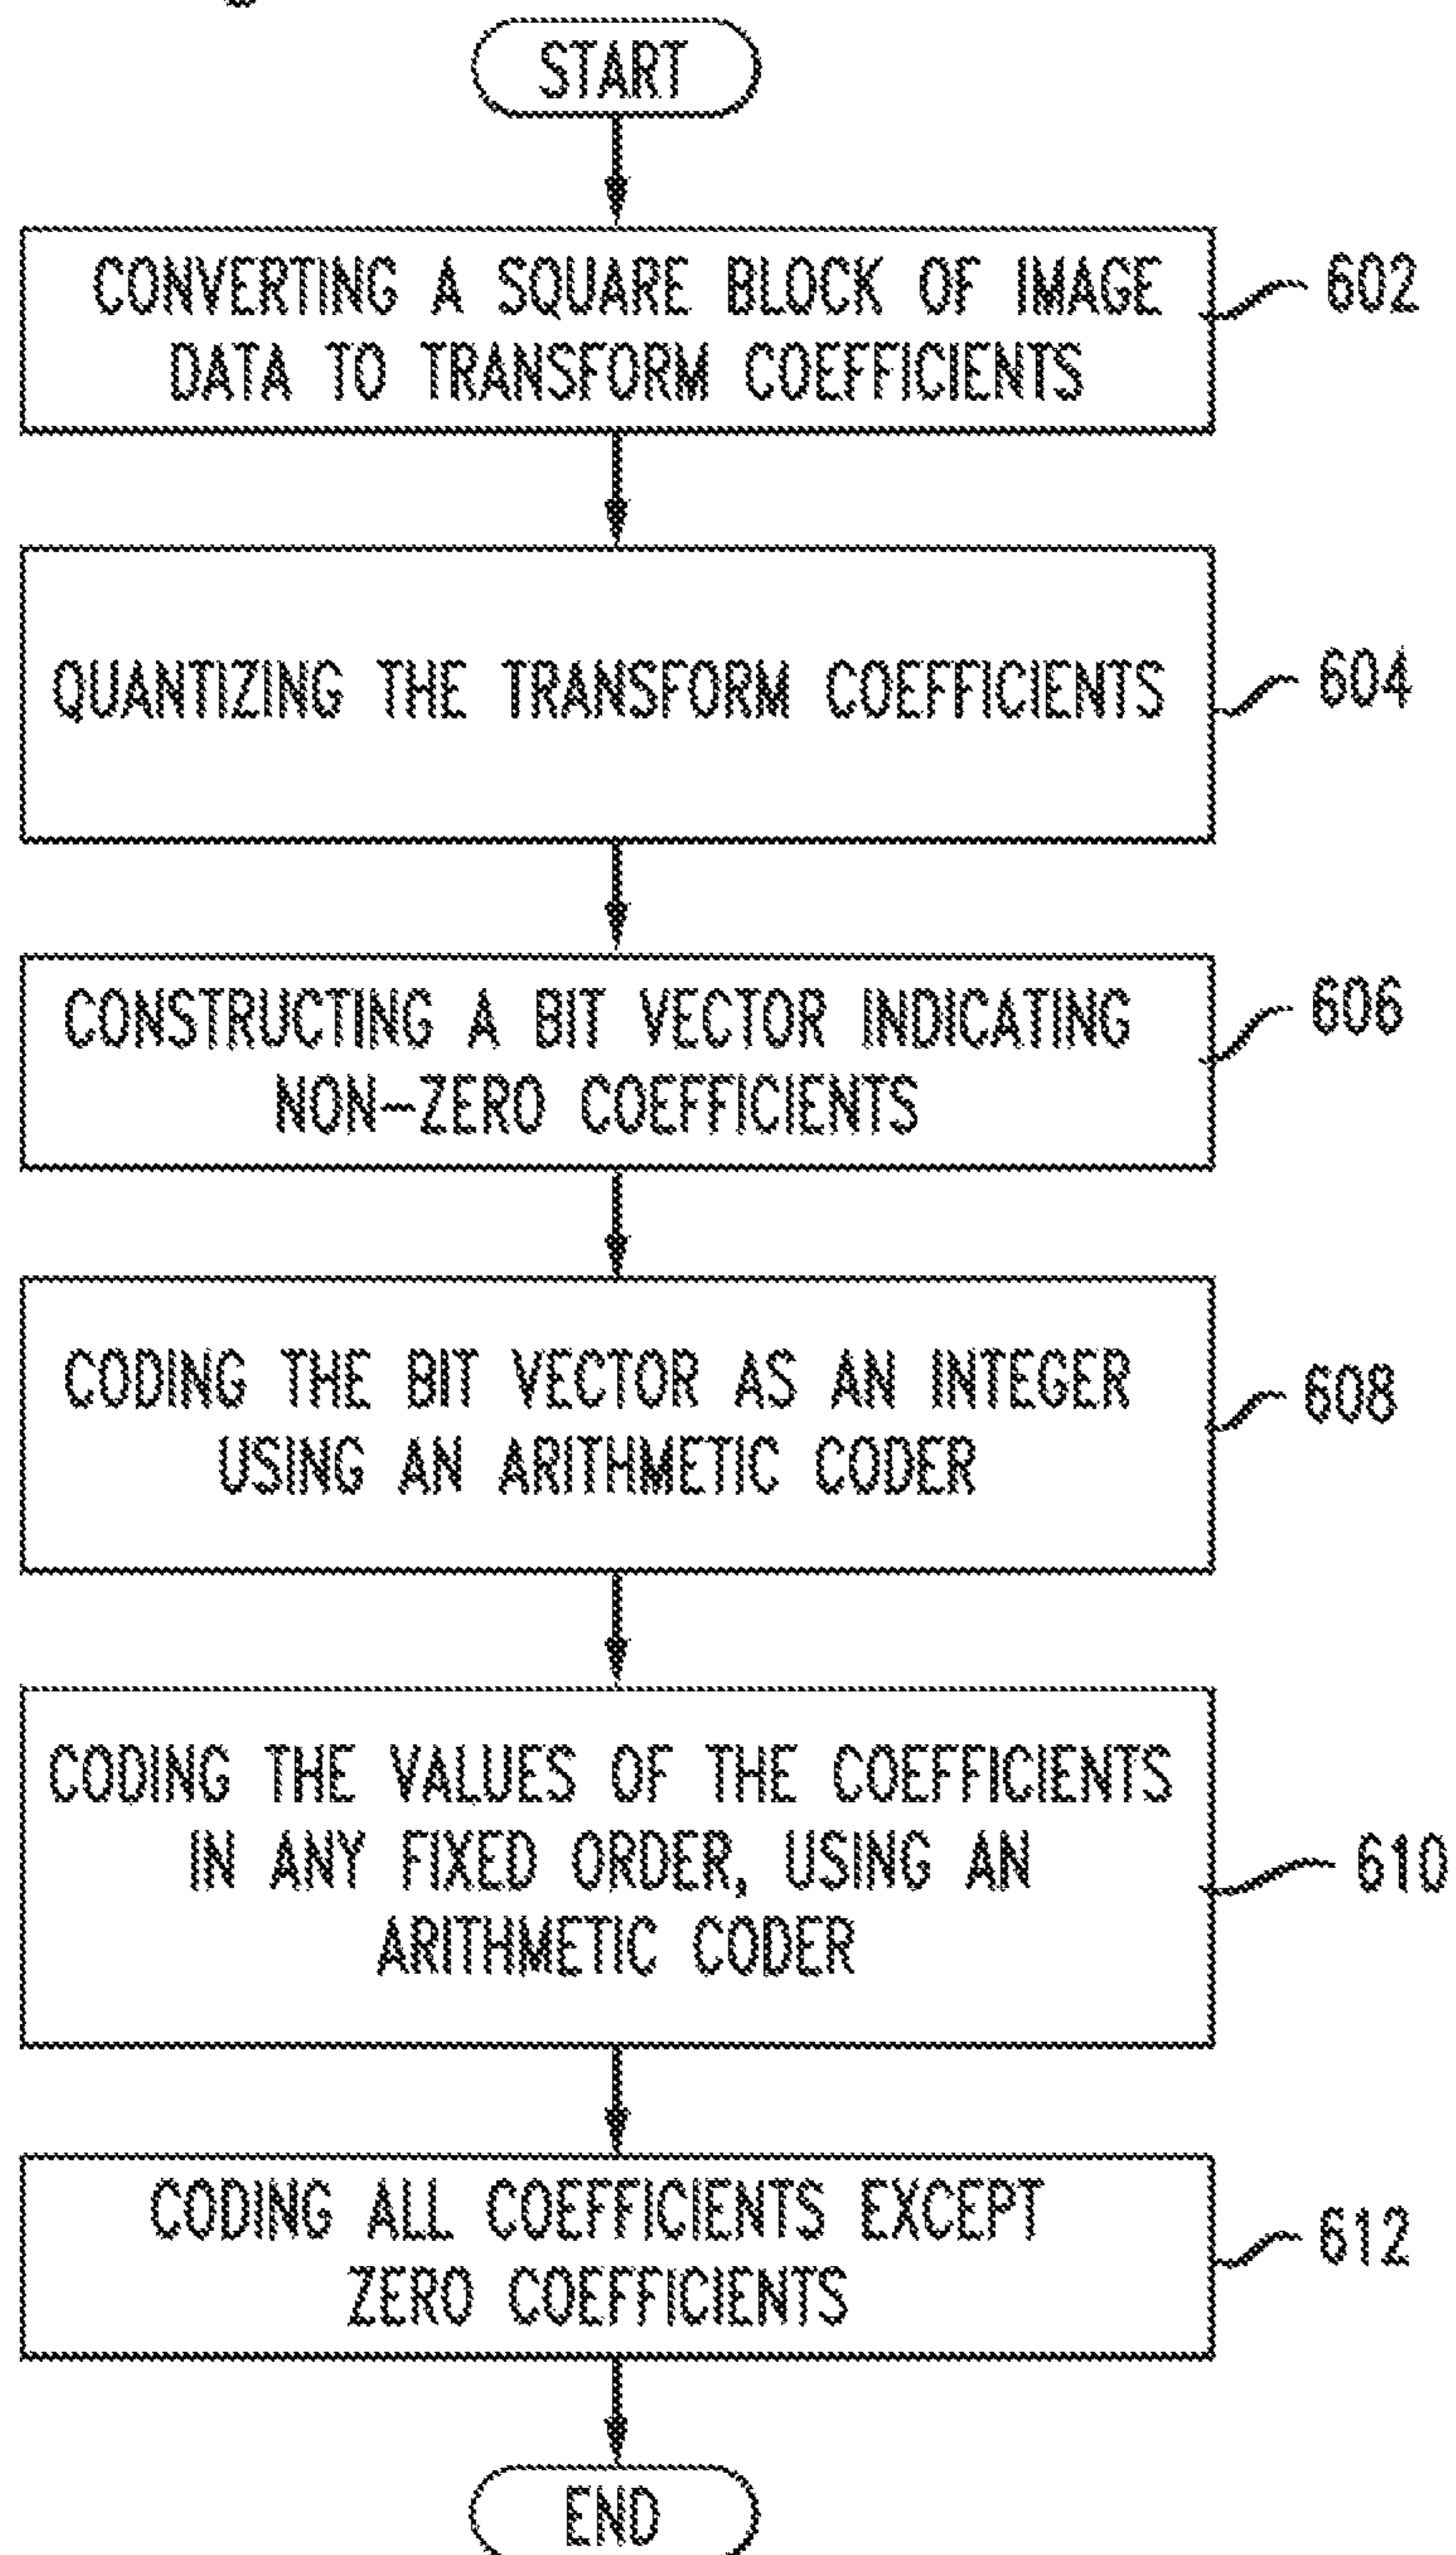 START
CONVERTING A SQUARE BLOCK OF IMAGE
DATA TO TRANSFORM COEFFICIENTS
602
QUANTIZING THE TRANSFORM COEFFICIENTS
604
CONSTRUCTING A BIT VECTOR INDICATING
NON-ZERO COEFFICIENTS
606
CODING THE BIT VECTOR AS AN INTEGER
USING AN ARITHMETIC CODER
608
CODING THE VALUES OF THE COEFFICIENTS
IN ANY FIXED ORDER, USING AN
ARITHMETIC CODER
610
CODING ALL COEFFICIENTS EXCEPT
ZERO COEFFICIENTS
612
END